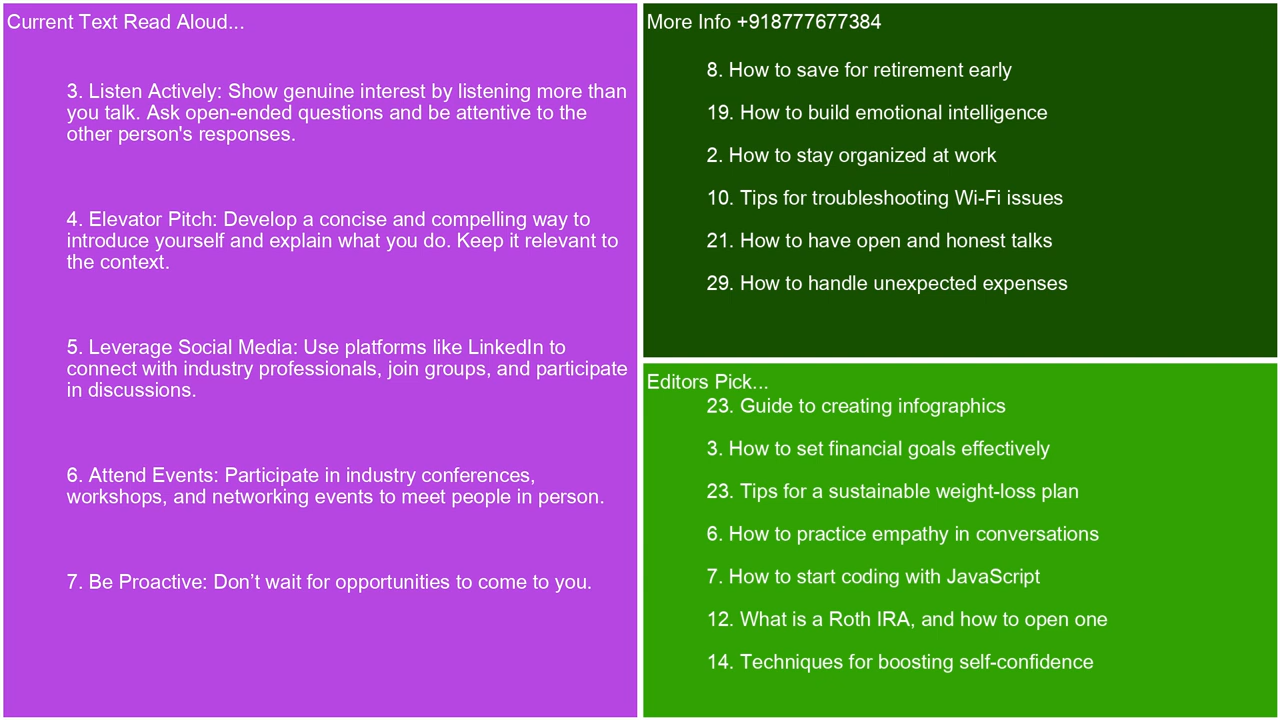 Current Text Read Aloud...
3. Listen Actively: Show genuine interest by listening more than
you talk. Ask open-ended questions and be attentive to the
other person's responses.
4. Elevator Pitch: Develop a concise and compelling way to
introduce yourself and explain what you do. Keep it relevant to
the context.
5. Leverage Social Media: Use platforms like LinkedIn to
connect with industry professionals, join groups, and participate
in discussions.
6. Attend Events: Participate in industry conferences,
workshops, and networking events to meet people in person.
7. Be Proactive: Don’t wait for opportunities to come to you.
More Info +918777677384
8. How to save for retirement early
19. How to build emotional intelligence
2. How to stay organized at work
10. Tips for troubleshooting Wi-Fi issues
21. How to have open and honest talks
29. How to handle unexpected expenses
Editors Pick...
23. Guide to creating infographics
3. How to set financial goals effectively
23. Tips for a sustainable weight-loss plan
6. How to practice empathy in conversations
7. How to start coding with JavaScript
12. What is a Roth IRA, and how to open one
14. Techniques for boosting self-confidence